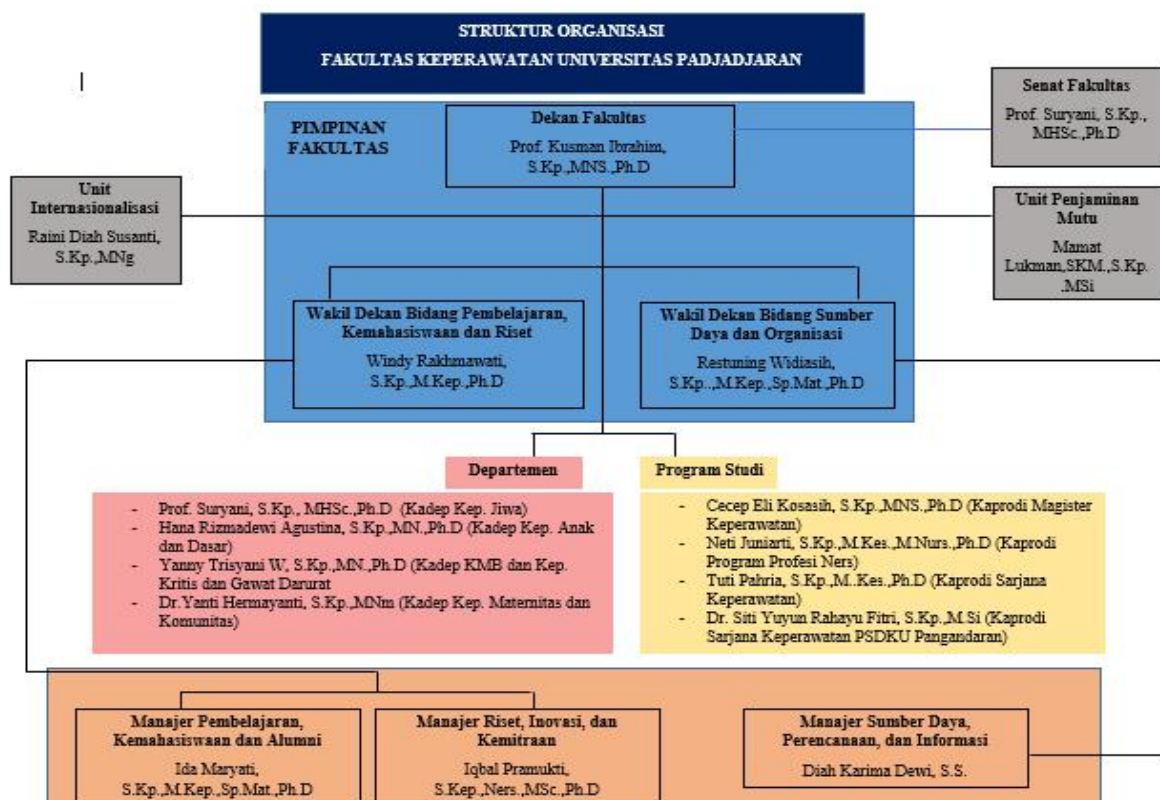 STRUKTUR ORGANISASI
FAKULTAS KEPERAWATAN UNIVERSITAS PADJADJARAN
Senat Fakultas
Prof. Suryani, S.Kp.,
MHSc.,Ph.D
PIMPINAN
FAKULTAS
Dekan Fakultas
Prof. Kusman Ibrahim,
S.Kp.,MNS.,Ph.D
Unit
Internasionalisasi
Raini Diah Susanti,
S.Kp.,MNg
Unit Penjaminan
Mutu
Mamat
Lukman,SKM.,S.Kp.
,MSi
Wakil Dekan Bidang Pembelajaran,
Kemahasiswaan dan Riset
Windy Rakhmawati,
S.Kp.,M.Kep.,Ph.D
Wakil Dekan Bidang Sumber
Daya dan Organisasi
Restuning Widiasih,
S.Kp..,M.Kep.,Sp.Mat.,Ph.D
Departemen
- Prof. Suryani, S.Kp., MHSc.,Ph.D (Kadep Kep. Jiwa)
- Hana Rizmadewi Agustina, S.Kp.,MN.,Ph.D (Kadep Kep. Anak
dan Dasar)
- Yanny Trisyani W, S.Kp.,MN.,Ph.D (Kadep KMB dan Kep.
Kritis dan Gawat Darurat
- Dr.Yanti Hermayanti, S.Kp.,MNm (Kadep Kep. Maternitas dan
Komunitas)
Program Studi
- Cecep Eli Kosasih, S.Kp.,MNS.,Ph.D (Kaprodi Magister
Keperawatan)
- Neti Juniarti, S.Kp.,M.Kes.,M.Nurs.,Ph.D (Kaprodi
Program Profesi Ners)
- Tuti Pahria, S.Kp.,M..Kes.,Ph.D (Kaprodi Sarjana
Keperawatan)
- Dr. Siti Yuyun Rahayu Fitri, S.Kp.,M.Si (Kaprodi
Sarjana Keperawatan PSDKU Pangandaran)
Manajer Pembelajaran,
Kemahasiswaan dan Alumni
Ida Maryati,
S.Kp.,M.Kep.,Sp.Mat.,Ph.D
Manajer Riset, Inovasi, dan
Kemitraan
Iqbal Pramukti,
S.Kep.,Ners.,MSc.,Ph.D
Manajer Sumber Daya,
Perencanaan, dan Informasi
Diah Karima Dewi, S.S.